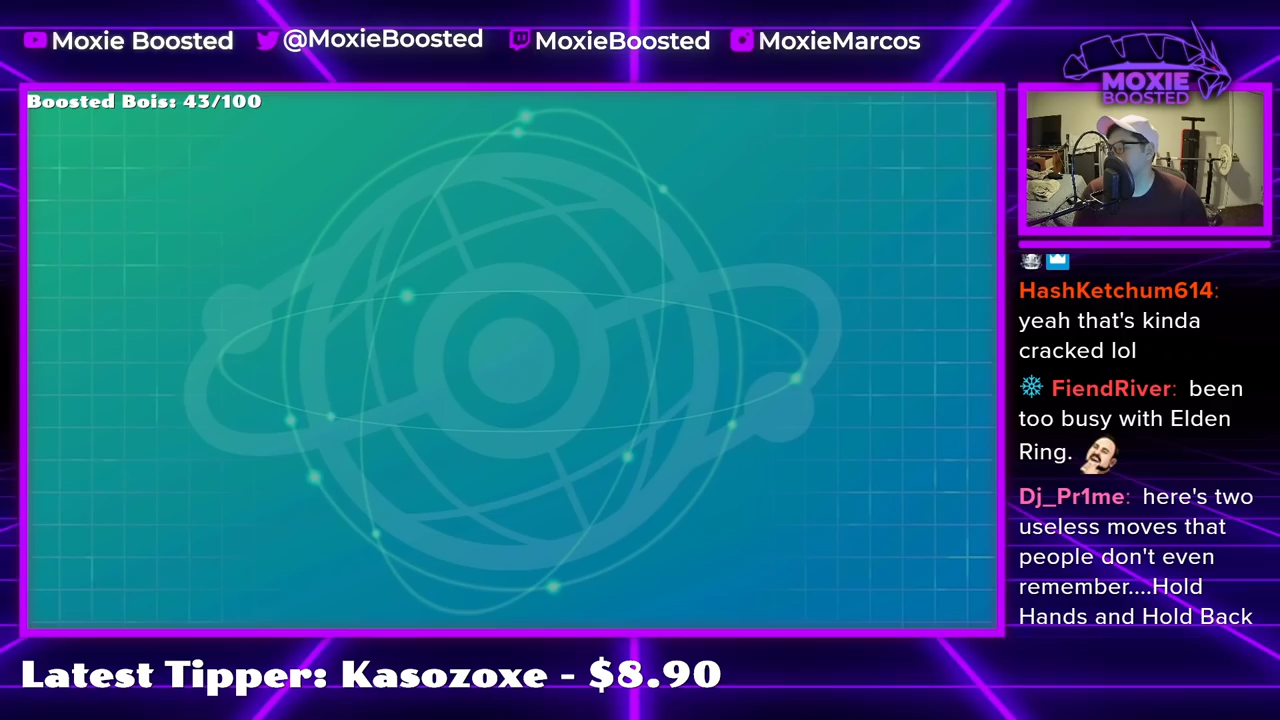 Moxie Boosted @MoxieBoosted MoxieBoosted MoxieMarcos
MOXIE
BOOSTED
Boosted Bois: 43/100
HashKetchum614:
yeah that's kinda
cracked lol
FiendRiver: been
too busy with Elden
Ring.
Dj_Pr1me: here's two
useless moves that
people don't even
remember....Hold
Hands and Hold Back
Latest Tipper: Kasozoxe - $8.90